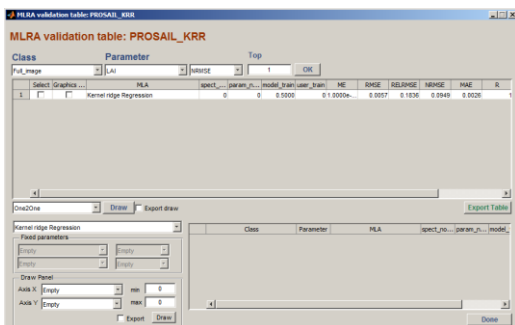 MLRA validation table: PROSAIL_KRR
MLRA validation table: PROSAIL_KRR
Class Parameter Top
Full_image LAI NRMSE 1 OK
Select Graphics ... MLA spect_... param_n... model_train user_train ME RMSE RELRMSE NRMSE MAE R
1 Kernel ridge Regression 0 0 0.5000 0 1.0000e-... 0.0057 0.1836 0.0949 0.0026 1
One2One Draw Export draw Export Table
Kernel ridge Regression
Fixed parameters
Empty Empty
Empty Empty
Draw Panel
Axis X Empty min 0
Axis Y Empty max 0
Export Draw
Class Parameter MLA spect_no... param_n... model_
Done